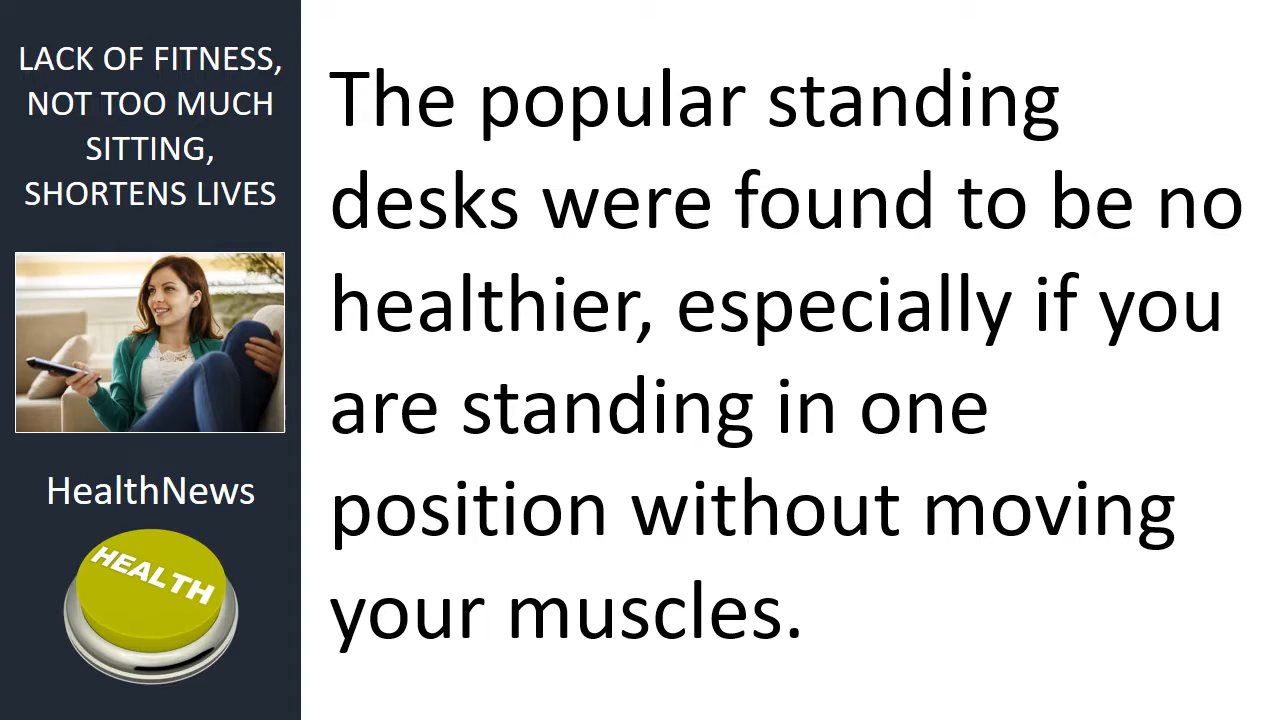 LACK OF FITNESS,
NOT TOO MUCH
SITTING,
SHORTENS LIVES
HealthNews
HEALTH
The popular standing
desks were found to be no
healthier, especially if you
are standing in one
position without moving
your muscles.